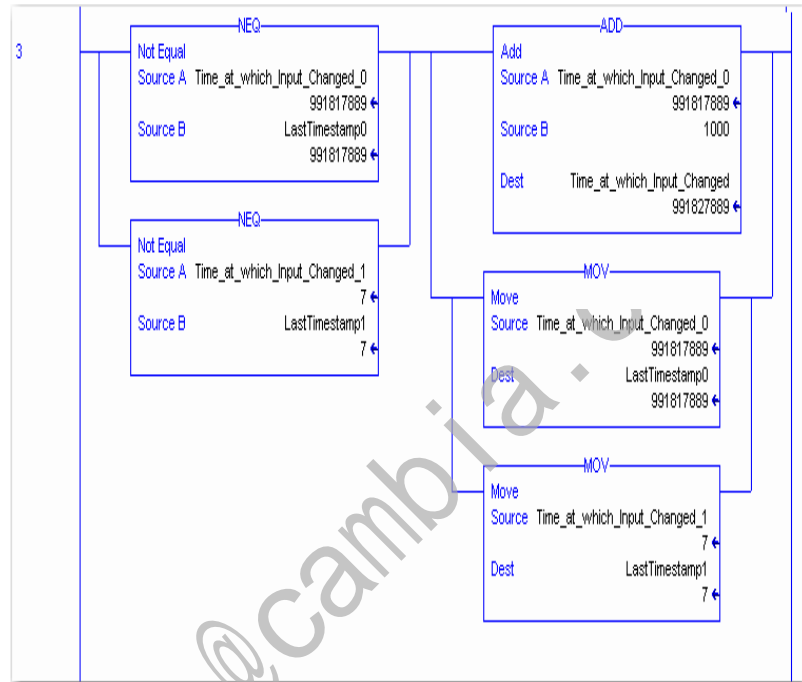 3
NEQ
Not Equal
Source A Time_at_which_Input_Changed_0
991817889
Source B LastTimestamp0
991817889
NEQ
Not Equal
Source A Time_at_which_Input_Changed_1
7
Source B LastTimestamp1
7
ADD
Add
Source A Time_at_which_Input_Changed_0
991817889
Source B 1000
Dest Time_at_which_Input_Changed
991827889
MOV
Move
Source Time_at_which_Input_Changed_0
991817889
Dest LastTimestamp0
991817889
MOV
Move
Source Time_at_which_Input_Changed_1
7
Dest LastTimestamp1
7